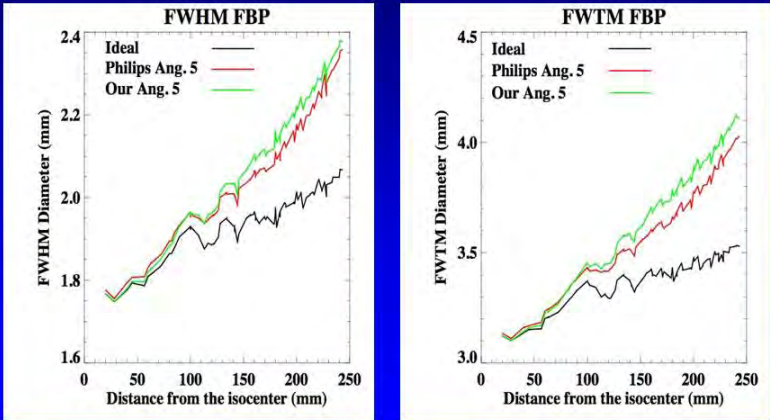 FWHM FBP
2.4
Ideal
Philips Ang. 5
Our Ang. 5
2.2
2.0
1.8
1.6
FWHM Diameter (mm)
0 50 100 150 200 250
Distance from the isocenter (mm)
FWTM FBP
4.5
Ideal
Philips Ang. 5
Our Ang. 5
4.0
3.5
3.0
FWTM Diameter (mm)
0 50 100 150 200 250
Distance from the isocenter (mm)